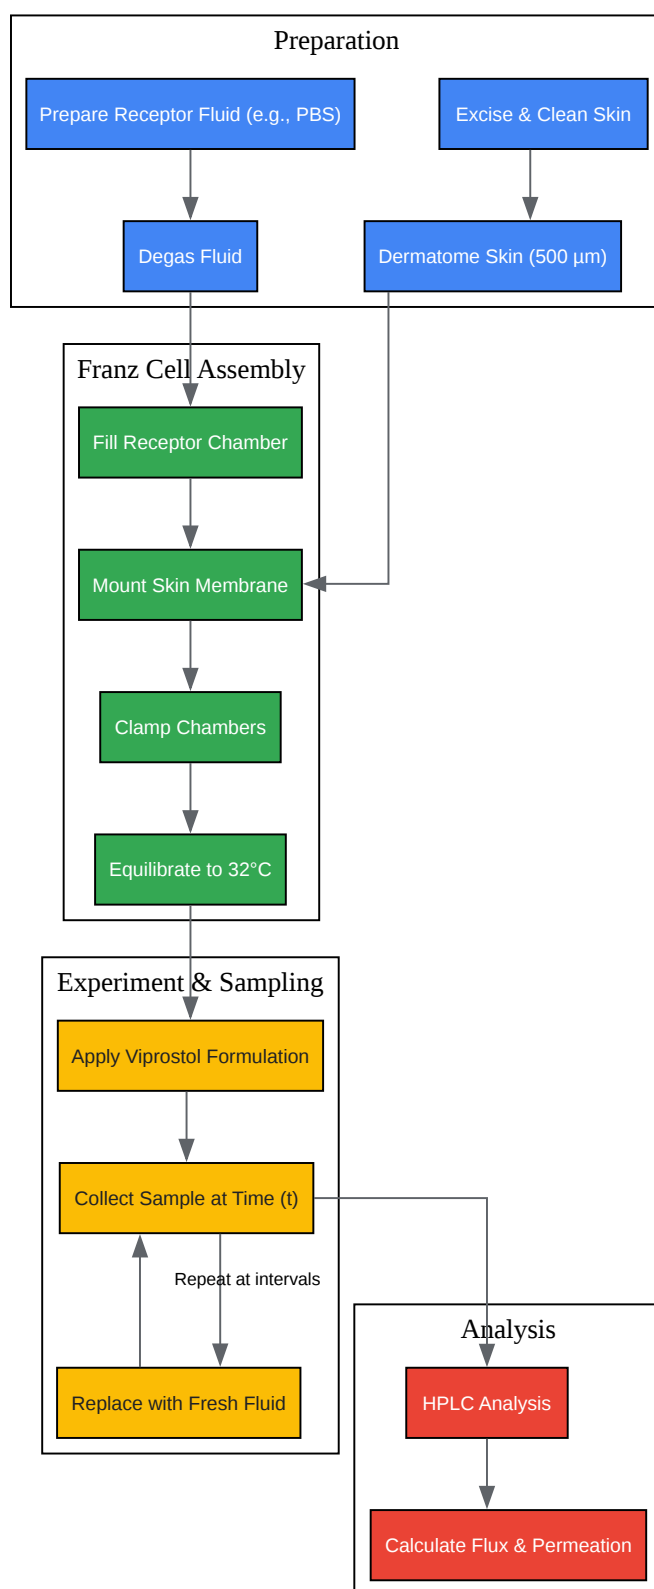 Preparation
Prepare Receptor Fluid (e.g., PBS)
Excise & Clean Skin
Degas Fluid
Dermatome Skin (500 µm)
Franz Cell Assembly
Fill Receptor Chamber
Mount Skin Membrane
Clamp Chambers
Equilibrate to 32°C
Experiment & Sampling
Apply Viprostol Formulation
Collect Sample at Time (t)
Repeat at intervals
Replace with Fresh Fluid
Analysis
HPLC Analysis
Calculate Flux & Permeation